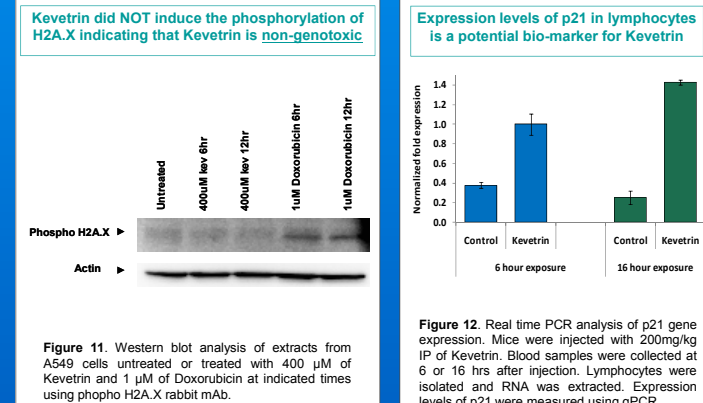 Kevetrin did NOT induce the phosphorylation of
H2A.X indicating that Kevetrin is non-genotoxic
Untreated
400uM kev 6hr
400uM kev 12hr
1uM Doxorubicin 6hr
1uM Doxorubicin 12hr
Phospho H2A.X
Actin
Figure 11. Western blot analysis of extracts from
A549 cells untreated or treated with 400 µM of
Kevetrin and 1 µM of Doxorubicin at indicated times
using phopho H2A.X rabbit mAb.
Expression levels of p21 in lymphocytes
is a potential bio-marker for Kevetrin
Normalized fold expression
1.4
1.2
1.0
0.8
0.6
0.4
0.2
0.0
Control Kevetrin Control Kevetrin
6 hour exposure 16 hour exposure
Figure 12. Real time PCR analysis of p21 gene
expression. Mice were injected with 200mg/kg
IP of Kevetrin. Blood samples were collected at
6 or 16 hrs after injection. Lymphocytes were
isolated and RNA was extracted. Expression
levels of p21 were measured using qPCR